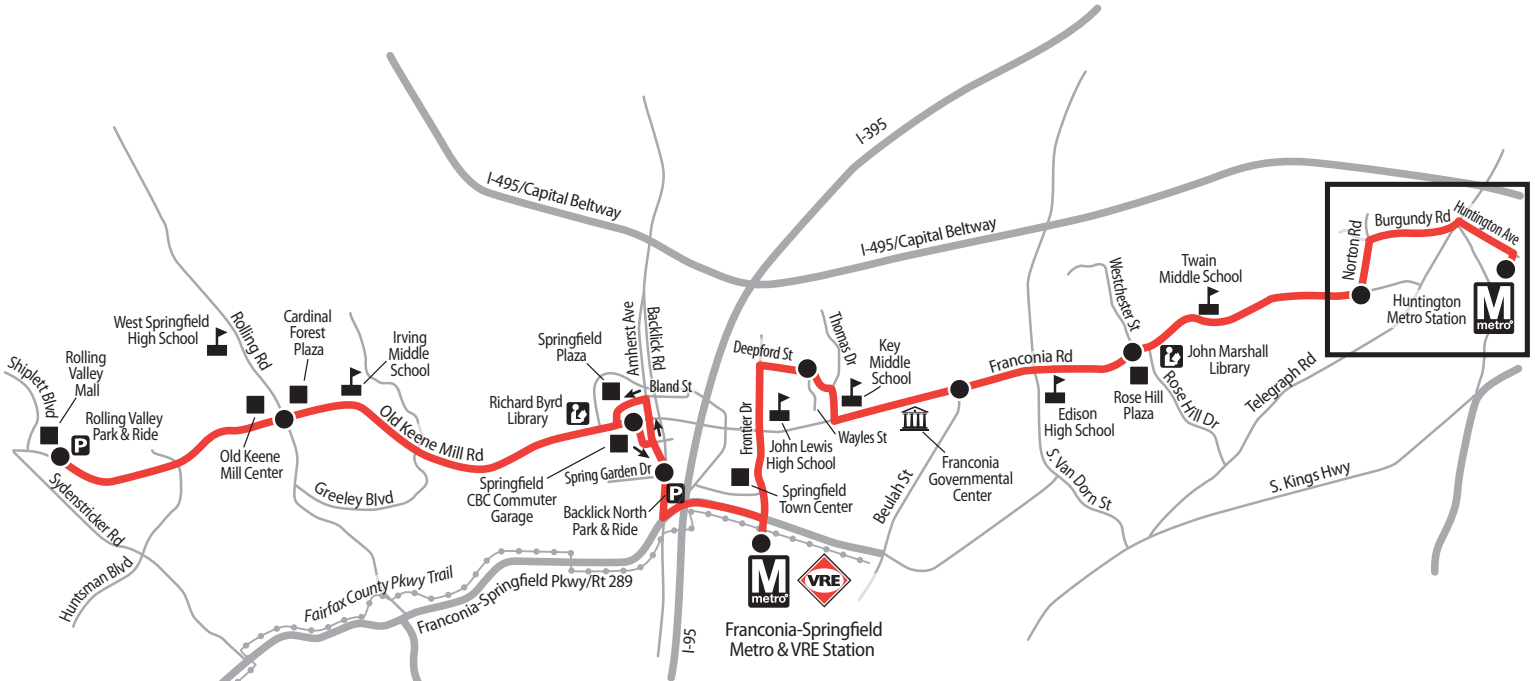 I-395
I-495/Capital Beltway
I-495/Capital Beltway
Burgundy Rd
Huntington Ave
Norton Rd
Huntington
Metro Station
M
metro
Westchester St
Twain
Middle School
John Marshall
Library
Rose Hill
Plaza
Rose Hill Dr
Telegraph Rd
Franconia Rd
Edison
High School
S. Van Dorn St
S. Kings Hwy
Beulah St
Franconia
Governmental
Center
Key
Middle
School
Thomas Dr
Deepford St
Wayles St
Frontier Dr
John Lewis
High School
Springfield
Town Center
Backlick Rd
Amherst Ave
Bland St
Springfield
Plaza
Richard Byrd
Library
Spring Garden Dr
Springfield
CBC Commuter
Garage
P
Backlick North
Park & Ride
M
metro
VRE
Franconia-Springfield
Metro & VRE Station
I-95
Franconia-Springfield Pkwy/Rt 289
Fairfax County Pkwy Trail
Old Keene Mill Rd
Irving
Middle
School
Cardinal
Forest
Plaza
Rolling Rd
West Springfield
High School
Old Keene
Mill Center
Greeley Blvd
Shiplett Blvd
Rolling
Valley
Mall
P
Rolling Valley
Park & Ride
Sydenstricker Rd
Huntsman Blvd